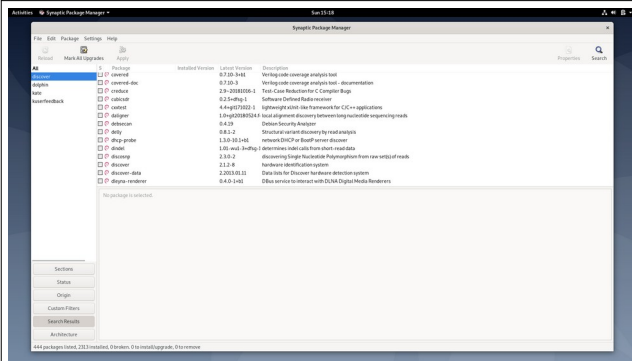 Activities Synaptic Package Manager Sun 15:18
Synaptic Package Manager
File Edit Package Settings Help
Reload Mark All Upgrades Apply Properties Search
All
discover
dolphin
kate
kuserfeedback
S Package Installed Version Latest Version Description
covered 0.7.10-3+b1 Verilog code coverage analysis tool
covered-doc 0.7.10-3 Verilog code coverage analysis tool - documentation
creduce 2.9~20181016-1 Test-Case Reduction for C Compiler Bugs
cubicsdr 0.2.5+dfsg-1 Software Defined Radio receiver
cxxtest 4.4+git171022-1 lightweight xUnit-like framework for C/C++ applications
daligner 1.0+git20180524.f local alignment discovery between long nucleotide sequencing reads
debsecan 0.4.19 Debian Security Analyzer
delly 0.8.1-2 Structural variant discovery by read analysis
dhcp-probe 1.3.0-10.1+b1 network DHCP or BootP server discover
dindel 1.01-wu1-3+dfsg-1 determines indel calls from short-read data
discosnp 2.3.0-2 discovering Single Nucleotide Polymorphism from raw set(s) of reads
discover 2.1.2-8 hardware identification system
discover-data 2.2013.01.11 Data lists for Discover hardware detection system
dleyna-renderer 0.4.0-1+b1 DBus service to interact with DLNA Digital Media Renderers
No package is selected.
Sections
Status
Origin
Custom Filters
Search Results
Architecture
444 packages listed, 2313 installed, 0 broken. 0 to install/upgrade, 0 to remove